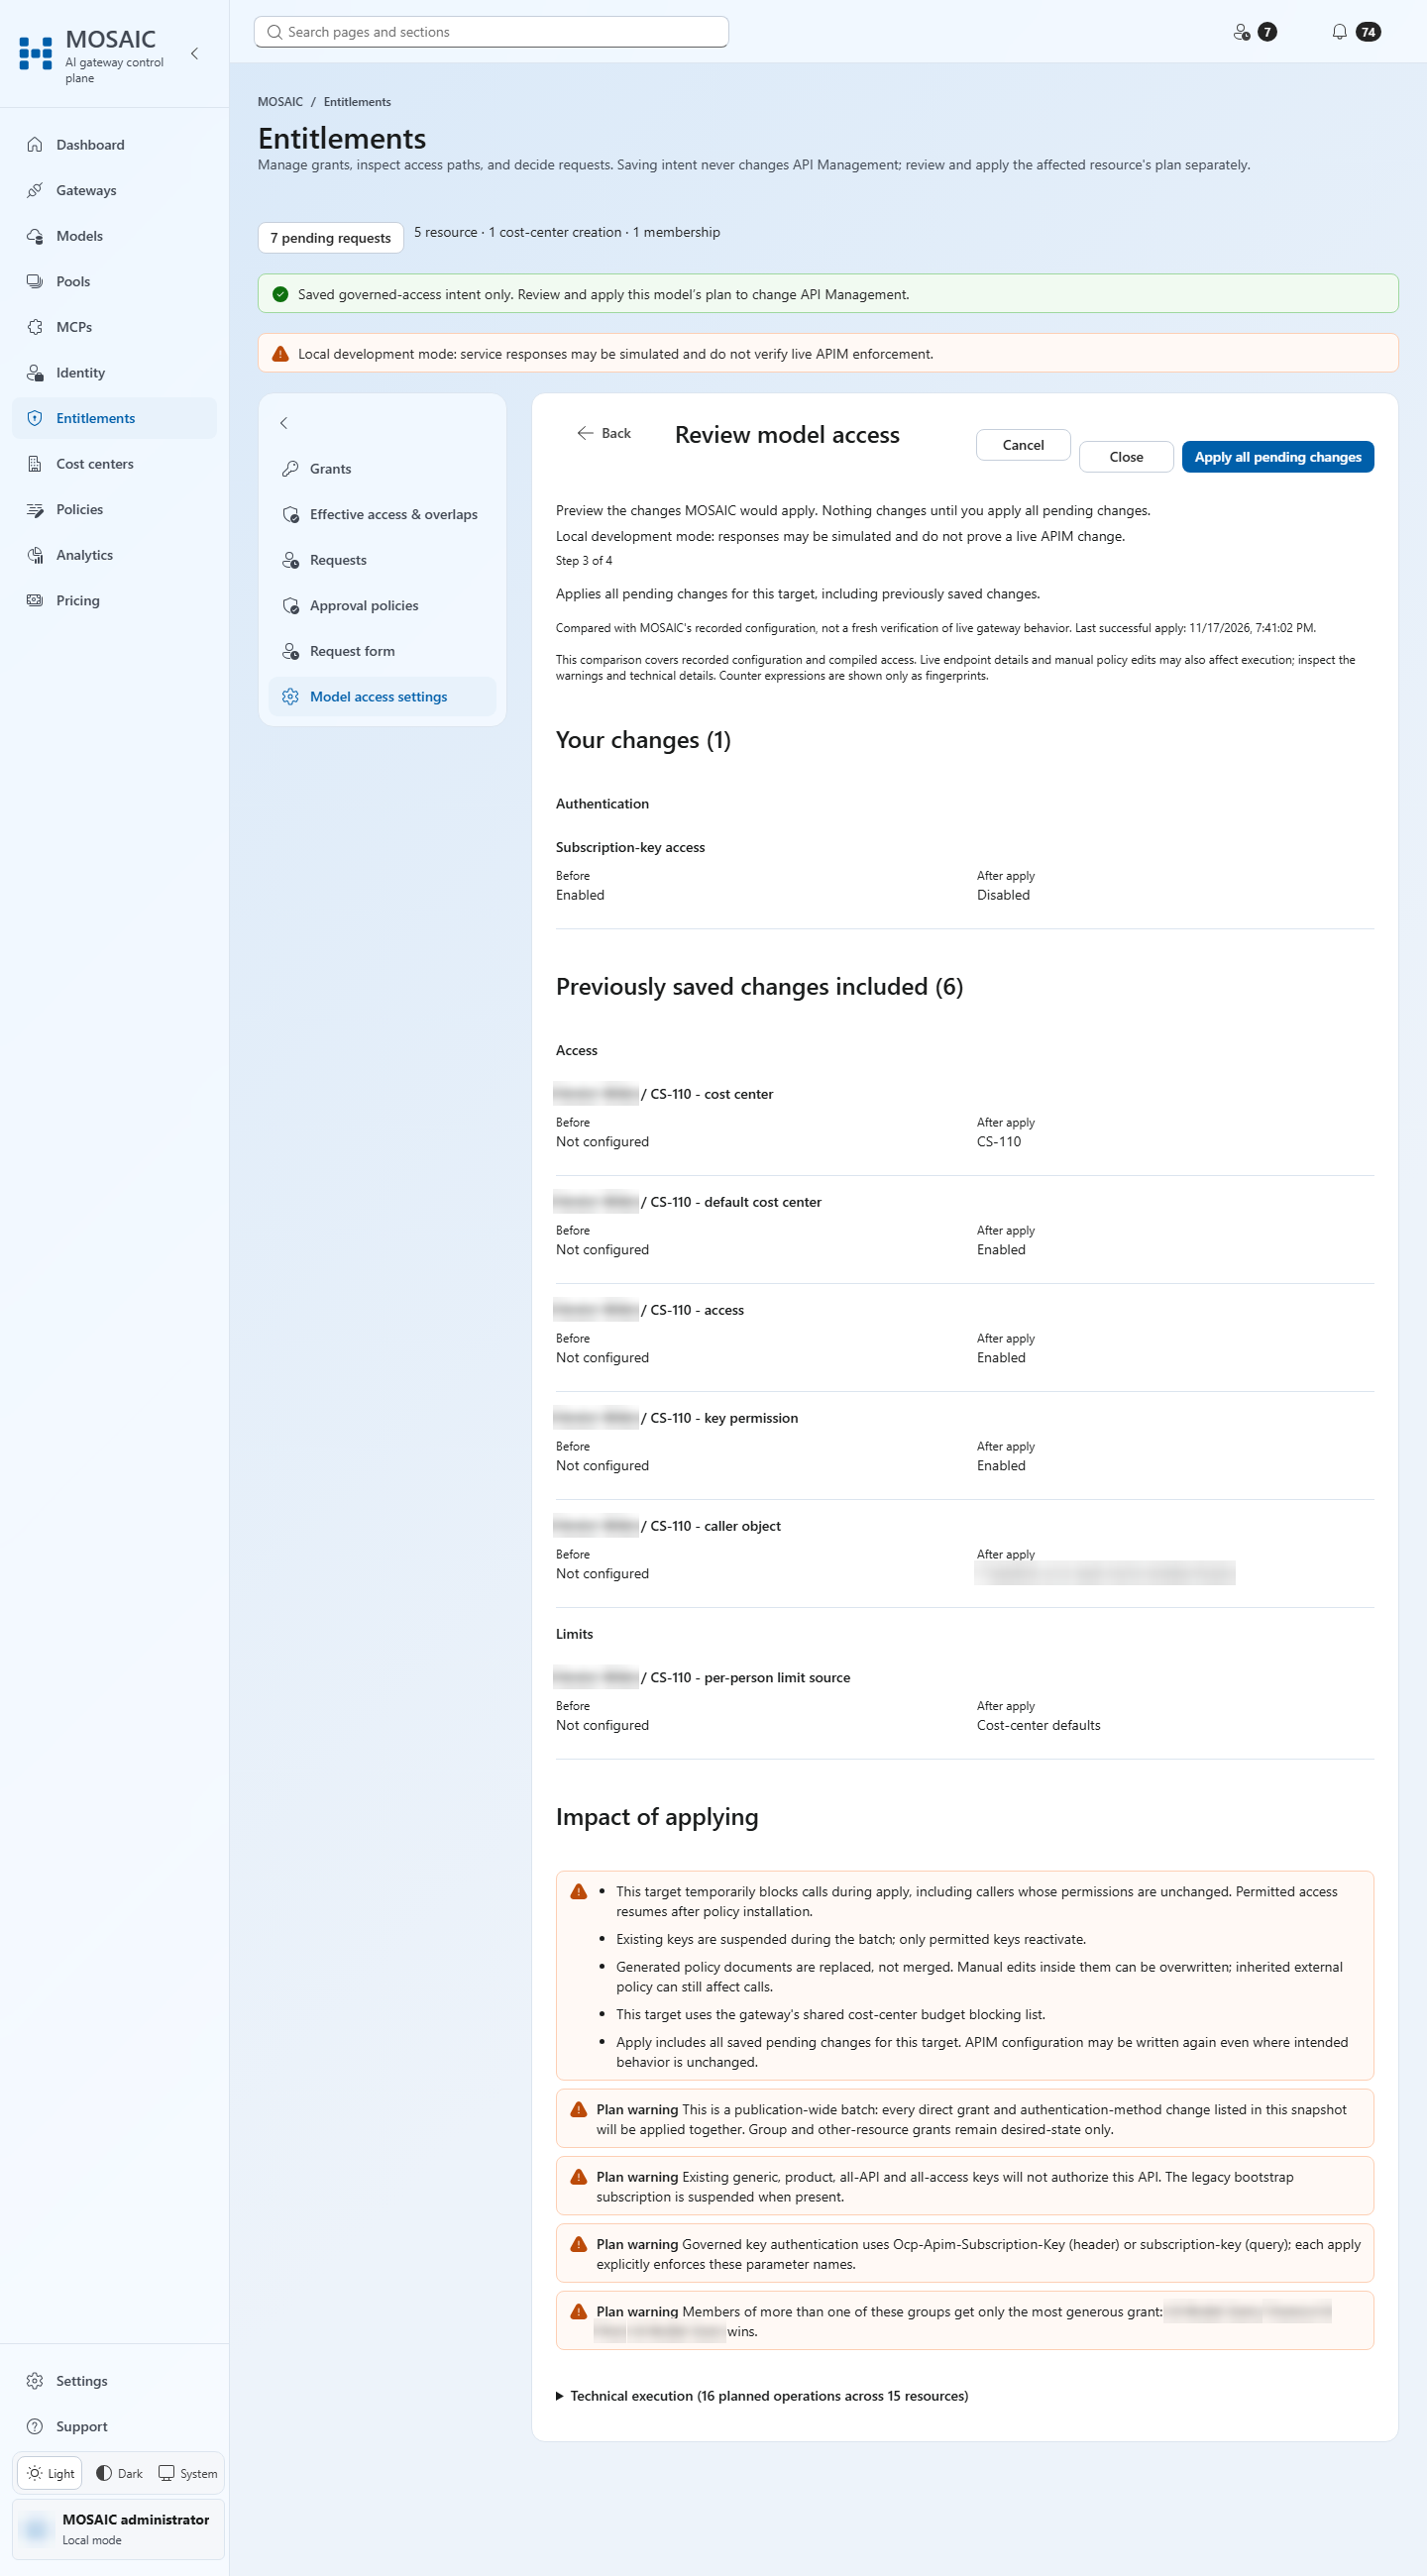 MOSAIC
AI gateway control
plane
Dashboard
Gateways
Models
Pools
MCPs
Identity
Entitlements
Cost centers
Policies
Analytics
Pricing
Settings
Support
Light
Dark
System
MOSAIC administrator
Local mode
Search pages and sections
7
74
MOSAIC / Entitlements
Entitlements
Manage grants, inspect access paths, and decide requests. Saving intent never changes API Management; review and apply the affected resource's plan separately.
7 pending requests
5 resource · 1 cost-center creation · 1 membership
Saved governed-access intent only. Review and apply this model's plan to change API Management.
Local development mode: service responses may be simulated and do not verify live APIM enforcement.
Grants
Effective access & overlaps
Requests
Approval policies
Request form
Model access settings
Back
Review model access
Cancel
Close
Apply all pending changes
Preview the changes MOSAIC would apply. Nothing changes until you apply all pending changes.
Local development mode: responses may be simulated and do not prove a live APIM change.
Step 3 of 4
Applies all pending changes for this target, including previously saved changes.
Compared with MOSAIC's recorded configuration, not a fresh verification of live gateway behavior. Last successful apply: 11/17/2026, 7:41:02 PM.
This comparison covers recorded configuration and compiled access. Live endpoint details and manual policy edits may also affect execution; inspect the
warnings and technical details. Counter expressions are shown only as fingerprints.
Your changes (1)
Authentication
Subscription-key access
Before
Enabled
After apply
Disabled
Previously saved changes included (6)
Access
/ CS-110 - cost center
Before
Not configured
After apply
CS-110
/ CS-110 - default cost center
Before
Not configured
After apply
Enabled
/ CS-110 - access
Before
Not configured
After apply
Enabled
/ CS-110 - key permission
Before
Not configured
After apply
Enabled
/ CS-110 - caller object
Before
Not configured
After apply
Limits
/ CS-110 - per-person limit source
Before
Not configured
After apply
Cost-center defaults
Impact of applying
• This target temporarily blocks calls during apply, including callers whose permissions are unchanged. Permitted access
resumes after policy installation.
• Existing keys are suspended during the batch; only permitted keys reactivate.
• Generated policy documents are replaced, not merged. Manual edits inside them can be overwritten; inherited external
policy can still affect calls.
• This target uses the gateway's shared cost-center budget blocking list.
• Apply includes all saved pending changes for this target. APIM configuration may be written again even where intended
behavior is unchanged.
Plan warning This is a publication-wide batch: every direct grant and authentication-method change listed in this snapshot
will be applied together. Group and other-resource grants remain desired-state only.
Plan warning Existing generic, product, all-API and all-access keys will not authorize this API. The legacy bootstrap
subscription is suspended when present.
Plan warning Governed key authentication uses Ocp-Apim-Subscription-Key (header) or subscription-key (query); each apply
explicitly enforces these parameter names.
Plan warning Members of more than one of these groups get only the most generous grant:
wins.
Technical execution (16 planned operations across 15 resources)